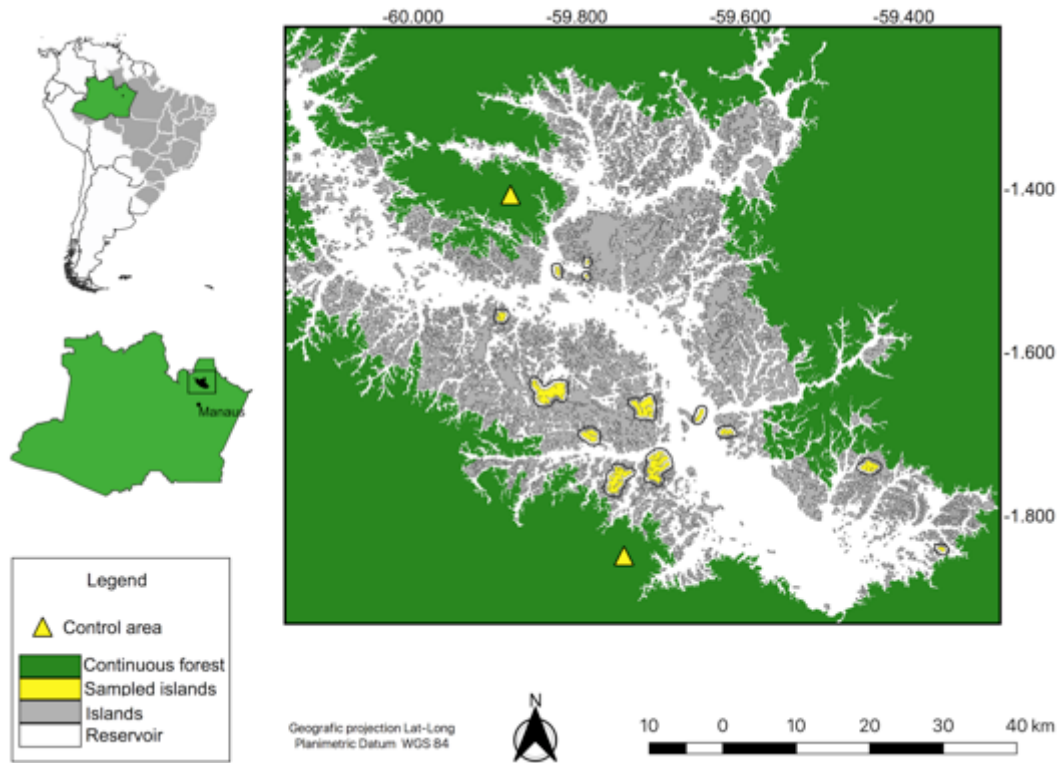 -60.000 -59.800 -59.600 -59.400
-1,400
-1.600
-1.800
Manaus
Legend
Control area
Continuous forest
Sampled islands
Islands
Reservoir
Geografic projection Lat-Long
Planimetric Datum WGS 84
N
10 0 10 20 30 40 km